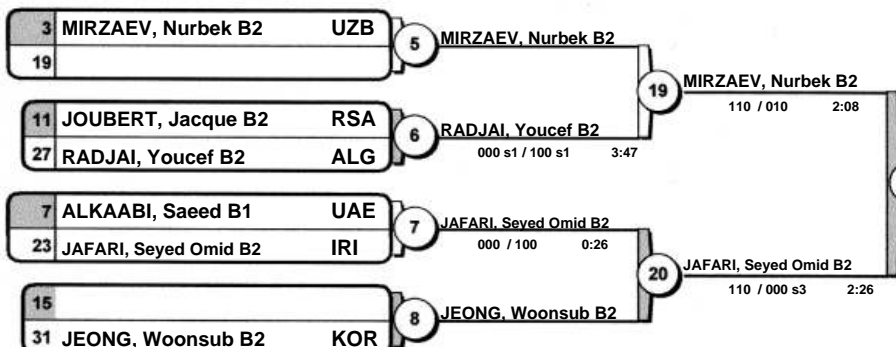 3 MIRZAEV, Nurbek B2 UZB
19
5
MIRZAEV, Nurbek B2
11 JOUBERT, Jacque B2 RSA
27 RADJAI, Youcef B2 ALG
6
RADJAI, Youcef B2
000 s1 / 100 s1 3:47
19
MIRZAEV, Nurbek B2
110 / 010 2:08
7 ALKAABI, Saeed B1 UAE
23 JAFARI, Seyed Omid B2 IRI
7
JAFARI, Seyed Omid B2
000 / 100 0:26
15
31 JEONG, Woonsub B2 KOR
8
JEONG, Woonsub B2
20
JAFARI, Seyed Omid B2
110 / 000 s3 2:26